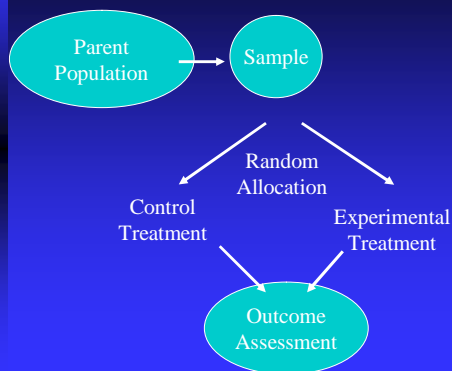 Parent
Population
Sample
Random
Allocation
Control
Treatment
Experimental
Treatment
Outcome
Assessment